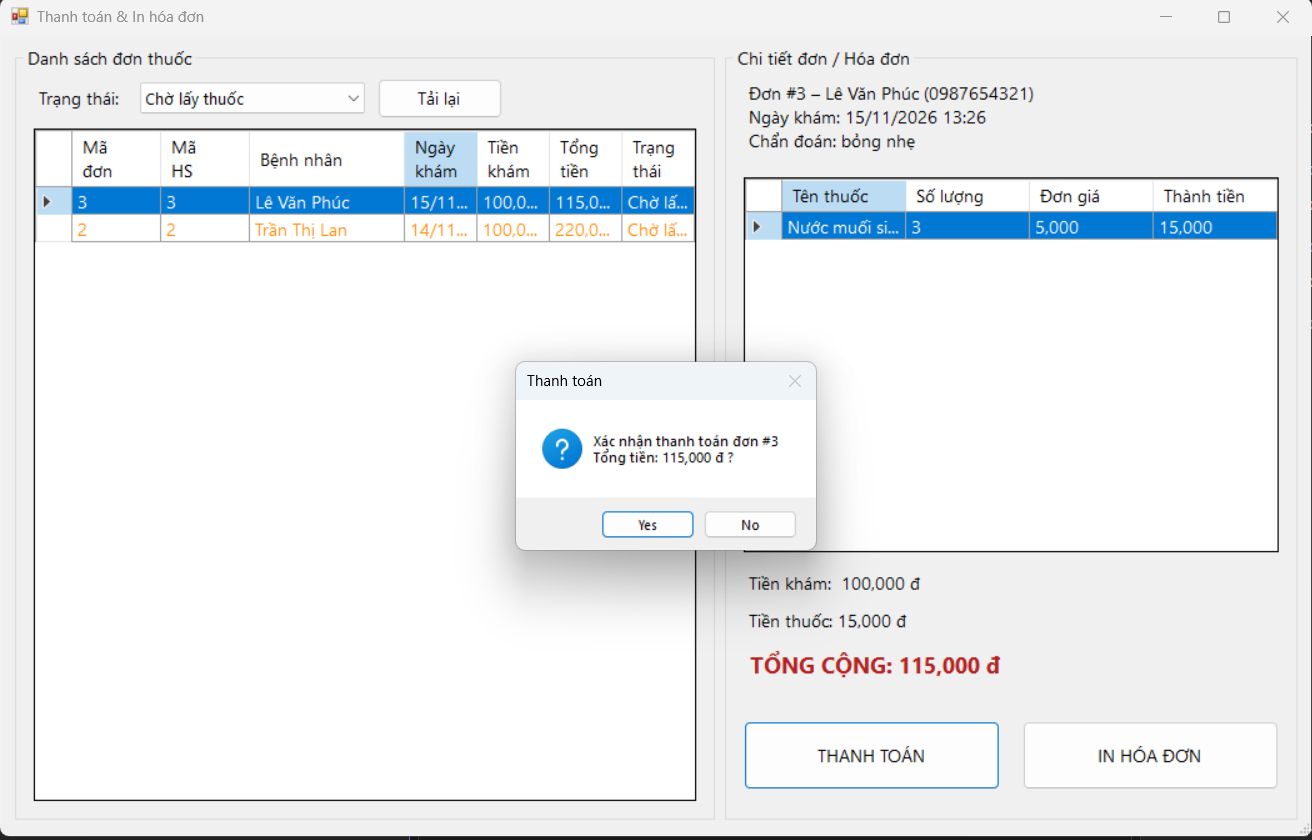 Thanh toán & In hóa đơn
Danh sách đơn thuốc
Trạng thái: Chờ lấy thuốc Tải lại
Mã đơn Mã HS Bệnh nhân Ngày khám Tiền khám Tổng tiền Trạng thái
3 3 Lê Văn Phúc 15/11... 100,0... 115,0... Chờ lấ...
2 2 Trần Thị Lan 14/11... 100,0... 220,0... Chờ lấ...
Chi tiết đơn / Hóa đơn
Đơn #3 – Lê Văn Phúc (0987654321)
Ngày khám: 15/11/2026 13:26
Chẩn đoán: bỏng nhẹ
Tên thuốc Số lượng Đơn giá Thành tiền
Nước muối si... 3 5,000 15,000
Thanh toán
Xác nhận thanh toán đơn #3
Tổng tiền: 115,000 đ ?
Yes No
Tiền khám: 100,000 đ
Tiền thuốc: 15,000 đ
TỔNG CỘNG: 115,000 đ
THANH TOÁN IN HÓA ĐƠN